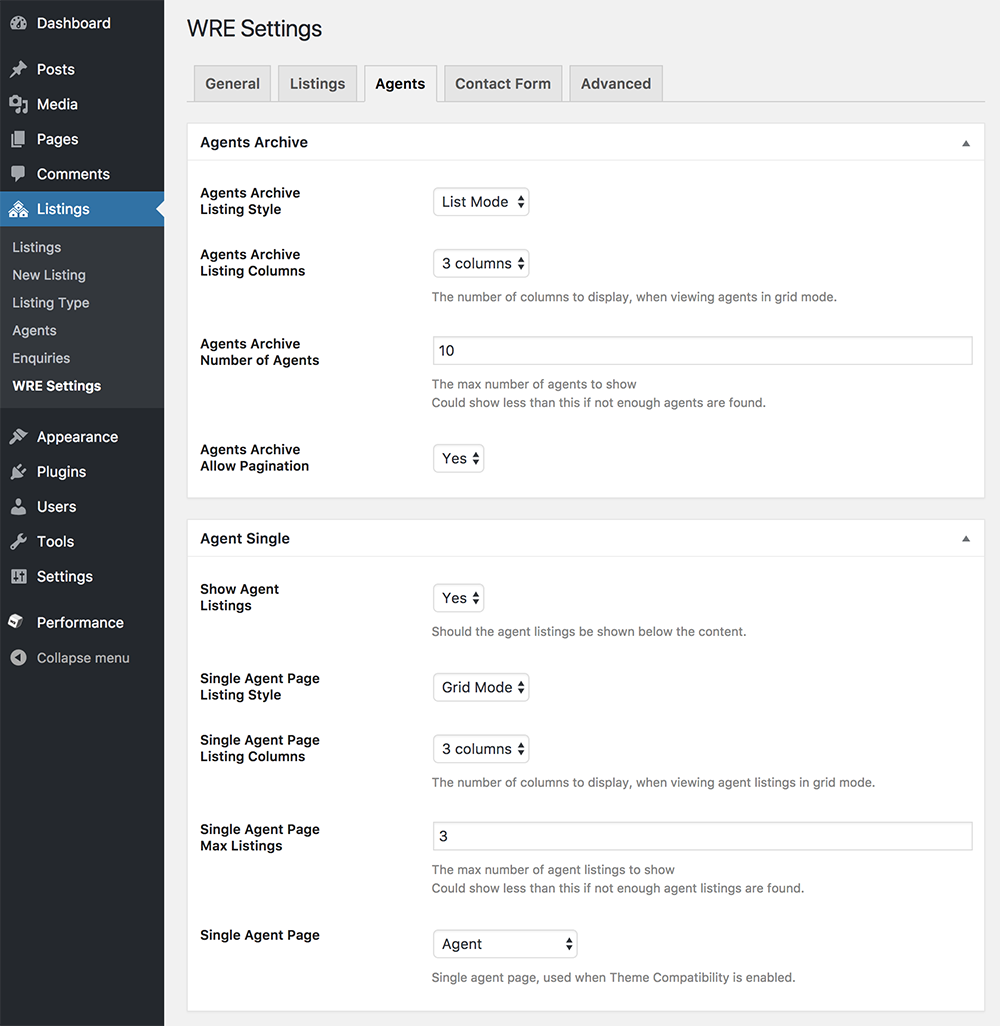 Dashboard
Posts
Media
Pages
Comments
Listings
Listings
New Listing
Listing Type
Agents
Enquiries
WRE Settings
Appearance
Plugins
Users
Tools
Settings
Performance
Collapse menu
WRE Settings
General
Listings
Agents
Contact Form
Advanced
Agents Archive
Agents Archive
Listing Style
List Mode
Agents Archive
Listing Columns
3 columns
The number of columns to display, when viewing agents in grid mode.
Agents Archive
Number of Agents
10
The max number of agents to show
Could show less than this if not enough agents are found.
Agents Archive
Allow Pagination
Yes
Agent Single
Show Agent
Listings
Yes
Should the agent listings be shown below the content.
Single Agent Page
Listing Style
Grid Mode
Single Agent Page
Listing Columns
3 columns
The number of columns to display, when viewing agent listings in grid mode.
Single Agent Page
Max Listings
3
The max number of agent listings to show
Could show less than this if not enough agent listings are found.
Single Agent Page
Agent
Single agent page, used when Theme Compatibility is enabled.